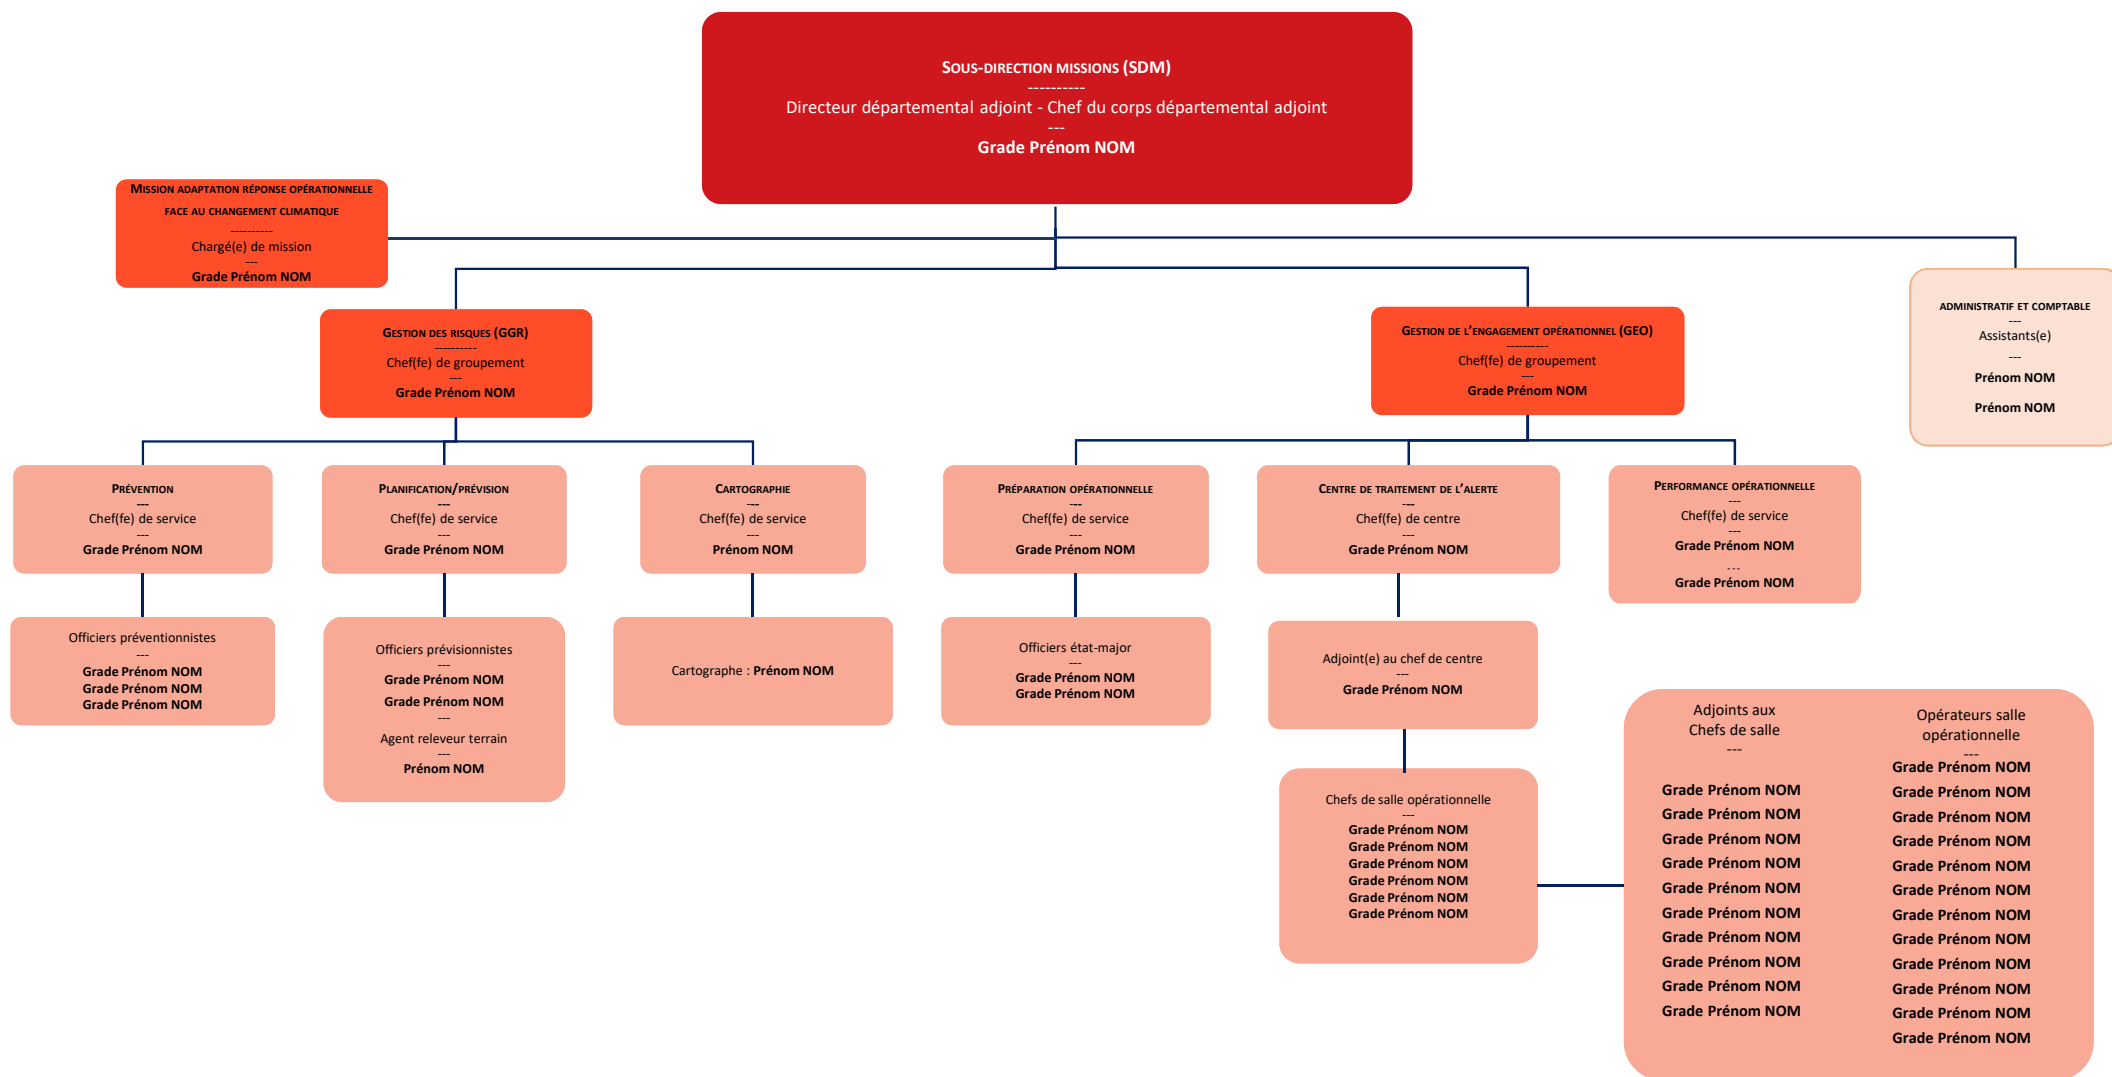 SOUS-DIRECTION MISSIONS (SDM)
----------
Directeur départemental adjoint - Chef du corps départemental adjoint
---
Grade Prénom NOM
MISSION ADAPTATION RÉPONSE OPÉRATIONNELLE
FACE AU CHANGEMENT CLIMATIQUE
----------
Chargé(e) de mission
---
Grade Prénom NOM
ADMINISTRATIF ET COMPTABLE
---
Assistants(e)
---
Prénom NOM
Prénom NOM
GESTION DES RISQUES (GGR)
----------
Chef(fe) de groupement
---
Grade Prénom NOM
GESTION DE L'ENGAGEMENT OPÉRATIONNEL (GEO)
----------
Chef(fe) de groupement
---
Grade Prénom NOM
PRÉVENTION
---
Chef(fe) de service
---
Grade Prénom NOM
PLANIFICATION/PRÉVISION
---
Chef(fe) de service
---
Grade Prénom NOM
CARTOGRAPHIE
---
Chef(fe) de service
---
Prénom NOM
PRÉPARATION OPÉRATIONNELLE
---
Chef(fe) de service
---
Grade Prénom NOM
CENTRE DE TRAITEMENT DE L'ALERTE
---
Chef(fe) de centre
---
Grade Prénom NOM
PERFORMANCE OPÉRATIONNELLE
---
Chef(fe) de service
---
Grade Prénom NOM
---
Grade Prénom NOM
Officiers préventionnistes
---
Grade Prénom NOM
Grade Prénom NOM
Grade Prénom NOM
Officiers prévisionnistes
---
Grade Prénom NOM
Grade Prénom NOM
---
Agent releveur terrain
---
Prénom NOM
Cartographe : Prénom NOM
Officiers état-major
---
Grade Prénom NOM
Grade Prénom NOM
Adjoint(e) au chef de centre
---
Grade Prénom NOM
Chefs de salle opérationnelle
---
Grade Prénom NOM
Grade Prénom NOM
Grade Prénom NOM
Grade Prénom NOM
Grade Prénom NOM
Grade Prénom NOM
Adjoints aux
Chefs de salle
---
Grade Prénom NOM
Grade Prénom NOM
Grade Prénom NOM
Grade Prénom NOM
Grade Prénom NOM
Grade Prénom NOM
Grade Prénom NOM
Grade Prénom NOM
Grade Prénom NOM
Grade Prénom NOM
Opérateurs salle
opérationnelle
---
Grade Prénom NOM
Grade Prénom NOM
Grade Prénom NOM
Grade Prénom NOM
Grade Prénom NOM
Grade Prénom NOM
Grade Prénom NOM
Grade Prénom NOM
Grade Prénom NOM
Grade Prénom NOM
Grade Prénom NOM
Grade Prénom NOM